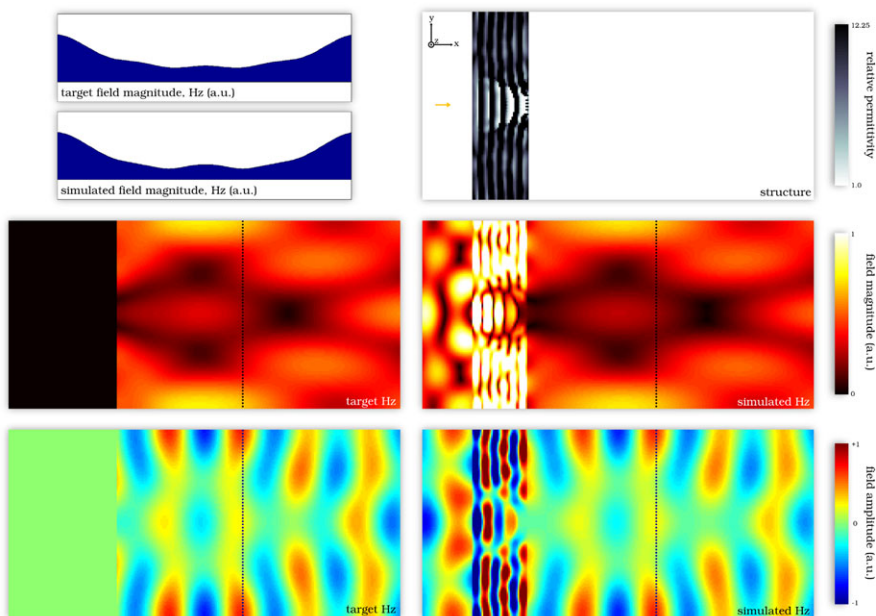 target field magnitude, Hz (a.u.)
simulated field magnitude, Hz (a.u.)
y
z
x
structure
12.25
relative permittivity
1.0
target Hz
simulated Hz
1
field magnitude (a.u.)
0
target Hz
simulated Hz
+1
field amplitude (a.u.)
0
-1